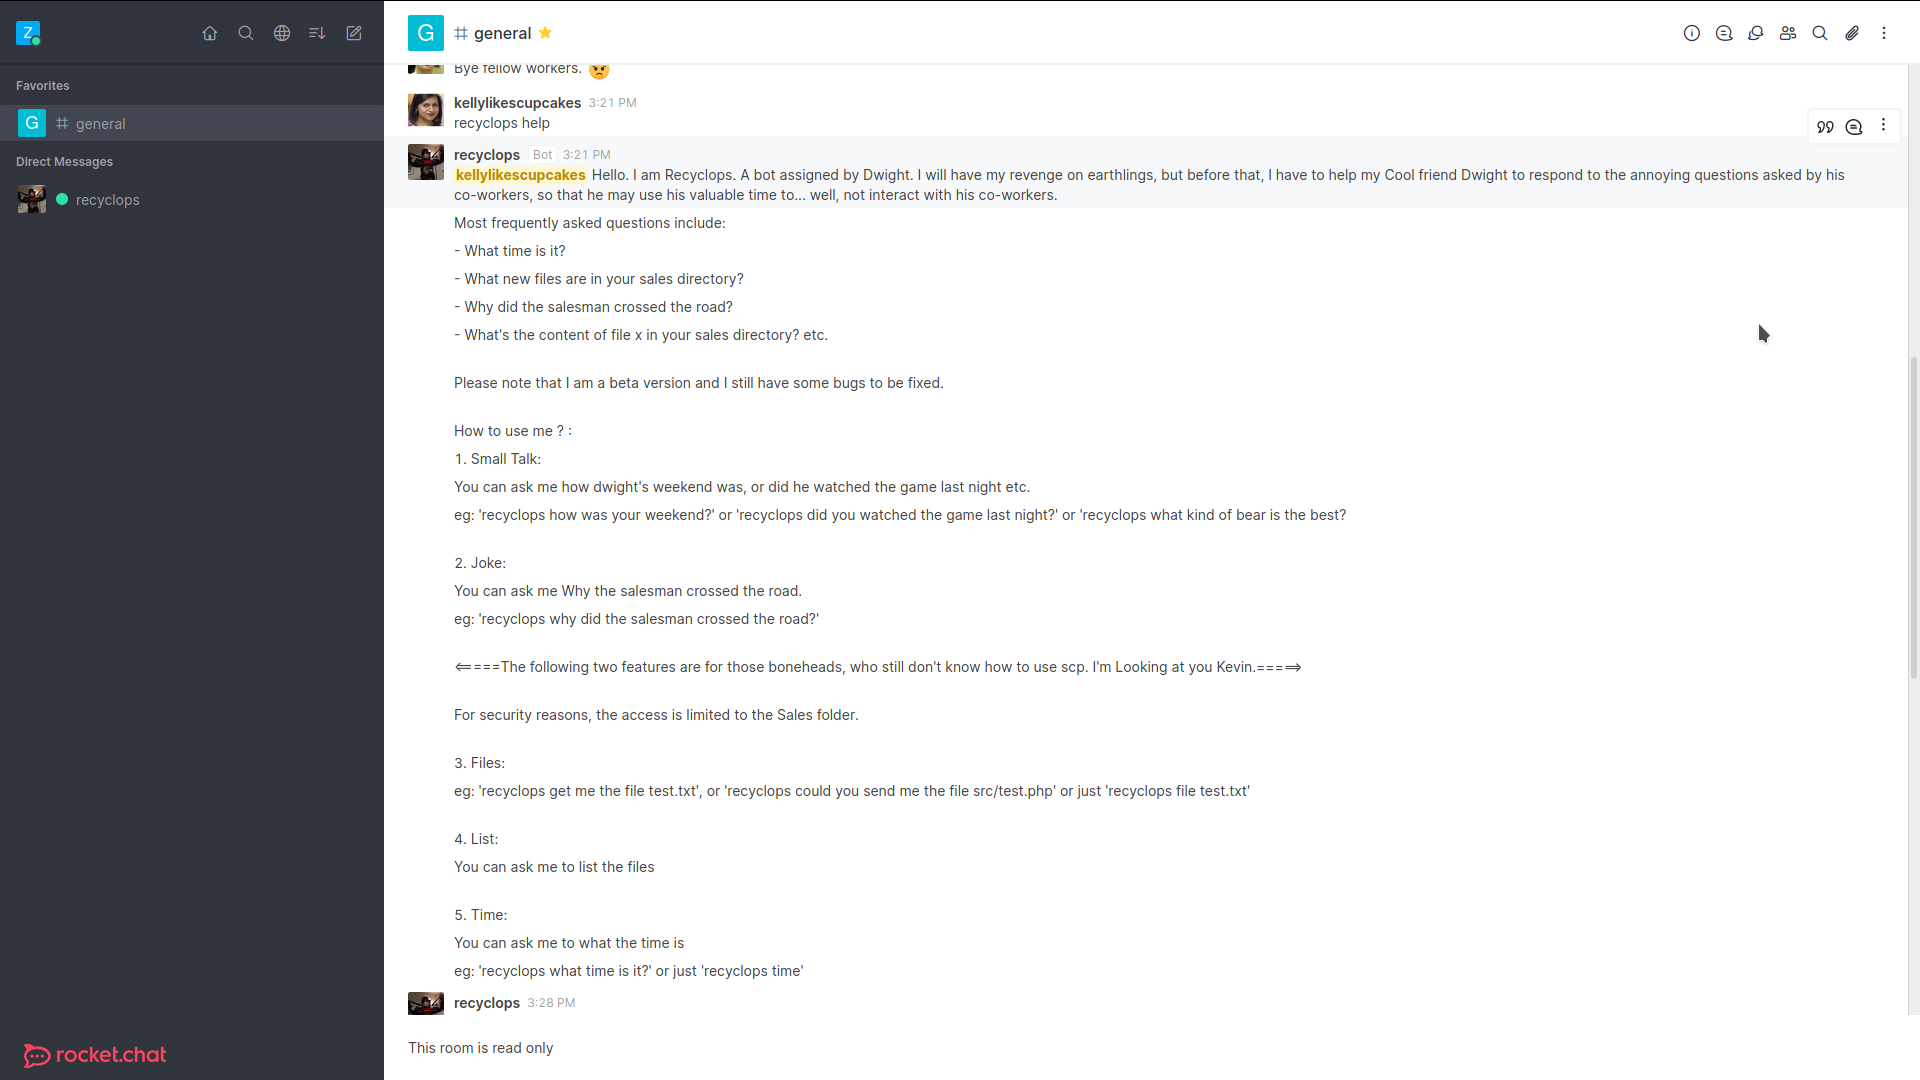 Z
Favorites
G general
Direct Messages
recyclops
rocket.chat
G general
Bye fellow workers.
kellylikescupcakes 3:21 PM
recyclops help
recyclops Bot 3:21 PM
kellylikescupcakes Hello. I am Recyclops. A bot assigned by Dwight. I will have my revenge on earthlings, but before that, I have to help my Cool friend Dwight to respond to the annoying questions asked by his
co-workers, so that he may use his valuable time to... well, not interact with his co-workers.
Most frequently asked questions include:
- What time is it?
- What new files are in your sales directory?
- Why did the salesman crossed the road?
- What's the content of file x in your sales directory? etc.
Please note that I am a beta version and I still have some bugs to be fixed.
How to use me ? :
1. Small Talk:
You can ask me how dwight's weekend was, or did he watched the game last night etc.
eg: 'recyclops how was your weekend?' or 'recyclops did you watched the game last night?' or 'recyclops what kind of bear is the best?
2. Joke:
You can ask me Why the salesman crossed the road.
eg: 'recyclops why did the salesman crossed the road?'
<=====The following two features are for those boneheads, who still don't know how to use scp. I'm Looking at you Kevin.=====>
For security reasons, the access is limited to the Sales folder.
3. Files:
eg: 'recyclops get me the file test.txt', or 'recyclops could you send me the file src/test.php' or just 'recyclops file test.txt'
4. List:
You can ask me to list the files
5. Time:
You can ask me to what the time is
eg: 'recyclops what time is it?' or just 'recyclops time'
recyclops 3:28 PM
This room is read only